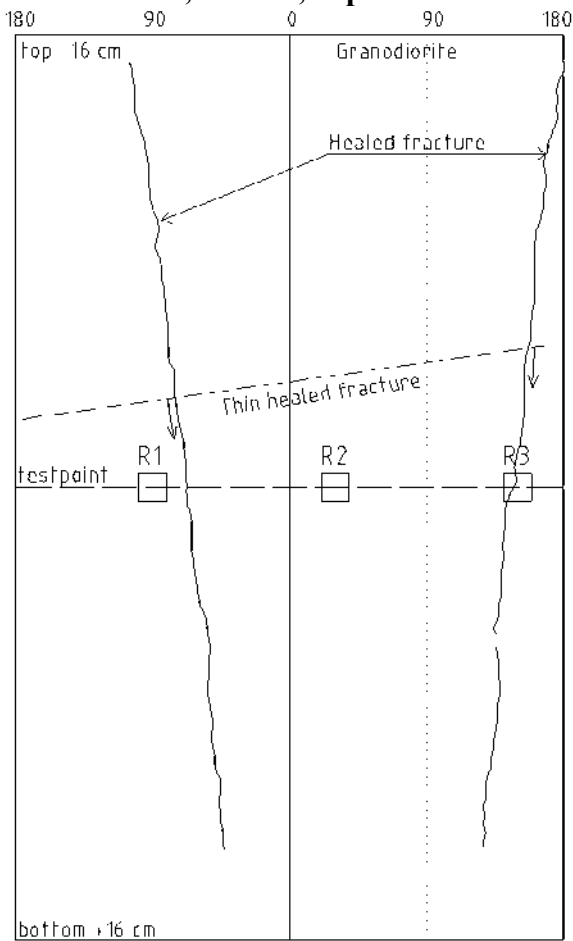 180 90 0 90 180
top 16 cm Granodiorite
Healed fracture
Thin healed fracture
R1 R2 R3
testpoint
bottom +16 cm